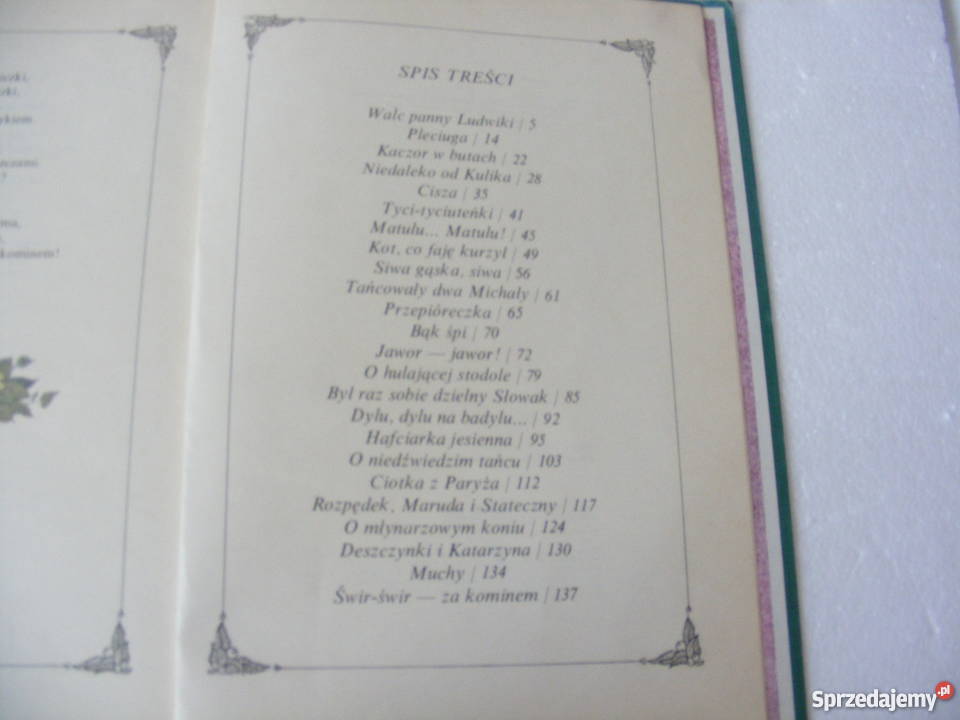 kominem!
SPIS TREŚCI
Walc panny Ludwiki | 5
Pleciuga | 14
Kaczor w butach | 22
Niedaleko od Kulika | 28
Cisza | 35
Tyci-tyciuteńki | 41
Matulu... Matulu! | 45
Kot, co faję kurzył | 49
Siwa gąska, siwa | 56
Tańcowały dwa Michały | 61
Przepióreczka | 65
Bąk śpi | 70
Jawor — jawor! | 72
O hulającej stodole | 79
Był raz sobie dzielny Słowak | 85
Dylu, dylu na badylu... | 92
Hafciarka jesienna | 95
O niedźwiedzim tańcu | 103
Ciotka z Paryża | 112
Rozpędek, Maruda i Stateczny | 117
O młynarzowym koniu | 124
Deszczynki i Katarzyna | 130
Muchy | 134
Świr-świr — za kominem | 137
Sprzedajemy.pl